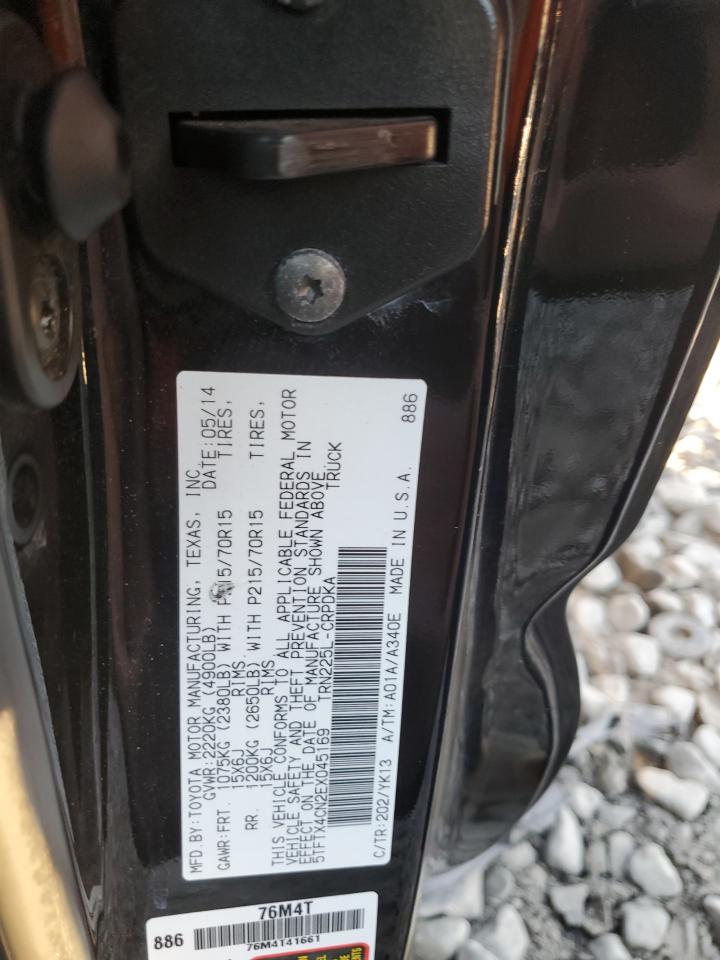 MFD.BY:TOYOTA MOTOR MANUFACTURING, TEXAS, INC.
GVWR:2220KG (4900LB) DATE:05/14
GAWR:FRT. 1075KG (2380LB) WITH P215/70R15 TIRES,
15X6J RIMS
RR. 1200KG (2650LB) WITH P215/70R15 TIRES,
15X6J RIMS
THIS VEHICLE CONFORMS TO ALL APPLICABLE FEDERAL MOTOR
VEHICLE SAFETY AND THEFT PREVENTION STANDARDS IN
EFFECT ON THE DATE OF MANUFACTURE SHOWN ABOVE.
5TFTX4CN2EX045169 TRN225L-CRPDKA TRUCK
C/TR:202/YK13 A/TM:A01A/A340E MADE IN U.S.A. 886
76M4T
886
76M4141661